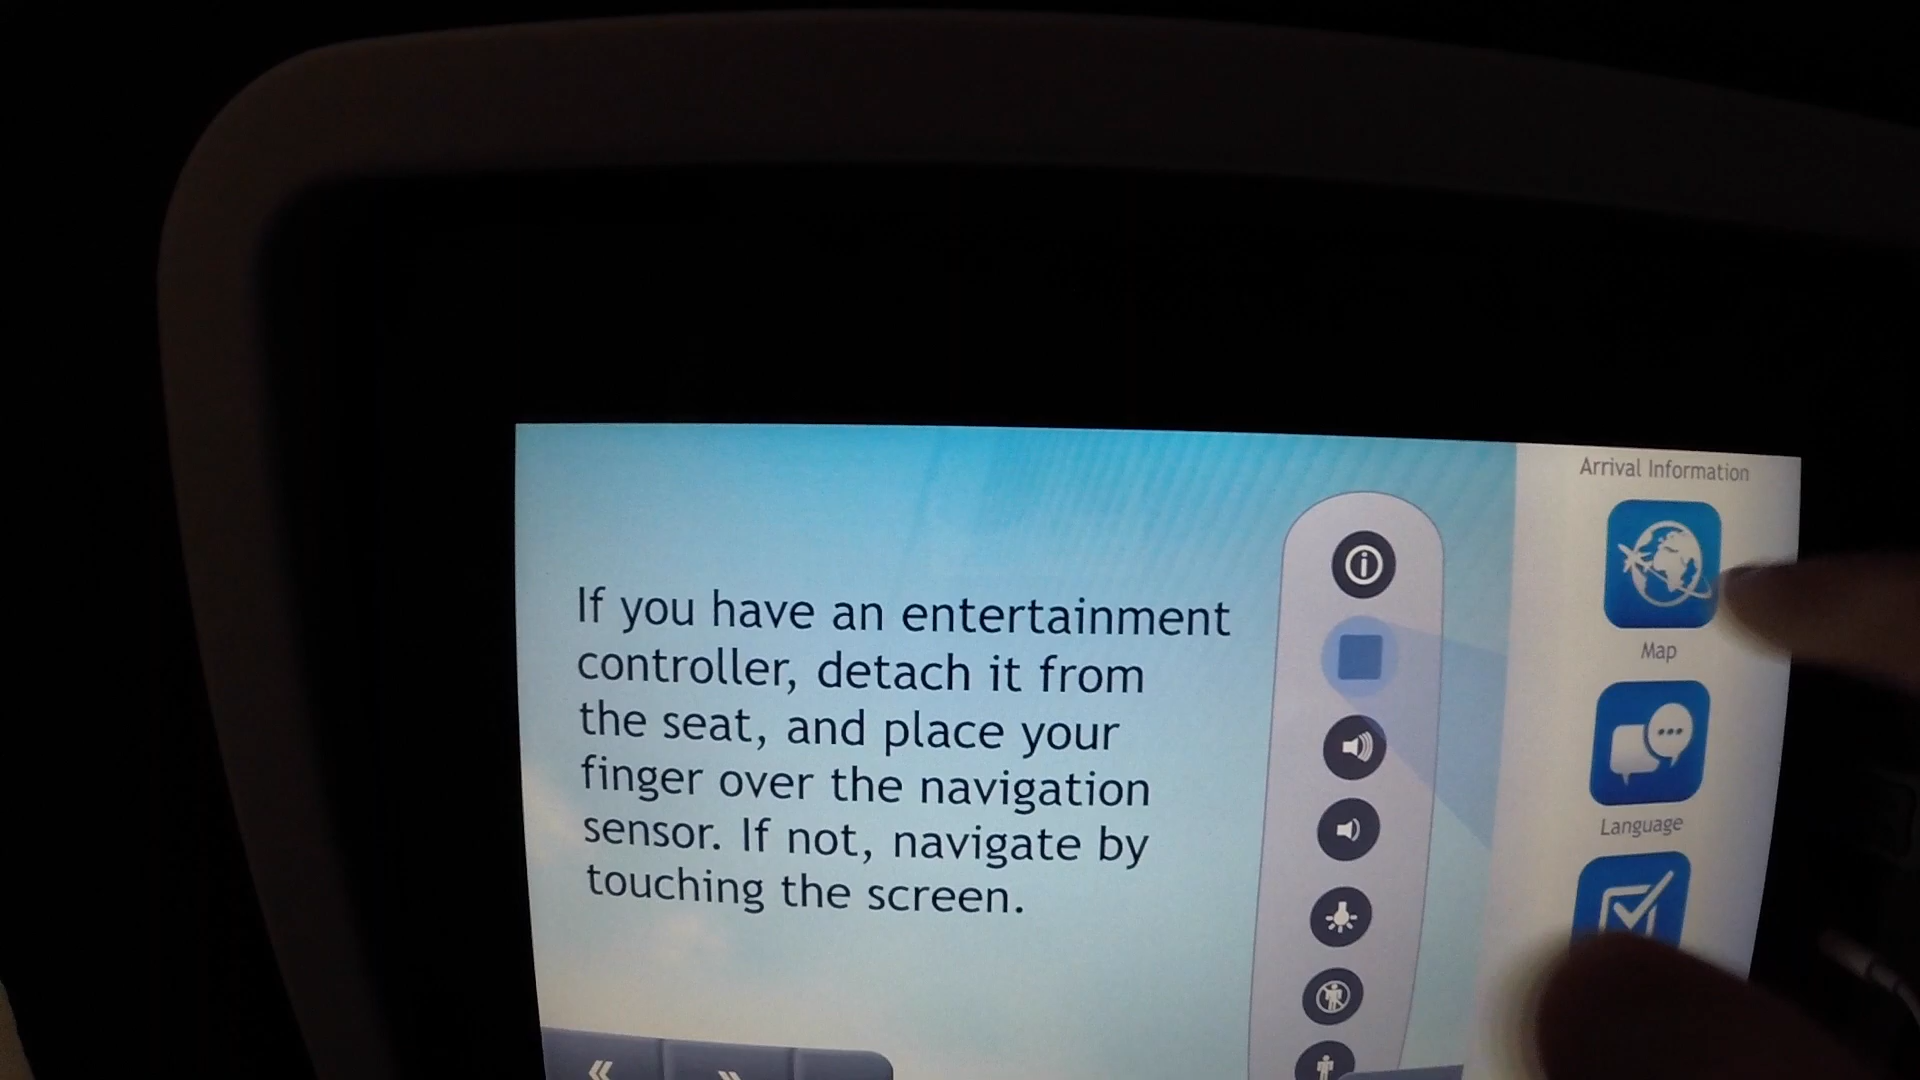 Arrival Information
If you have an entertainment
controller, detach it from
the seat, and place your
finger over the navigation
sensor. If not, navigate by
touching the screen.
Map
Language